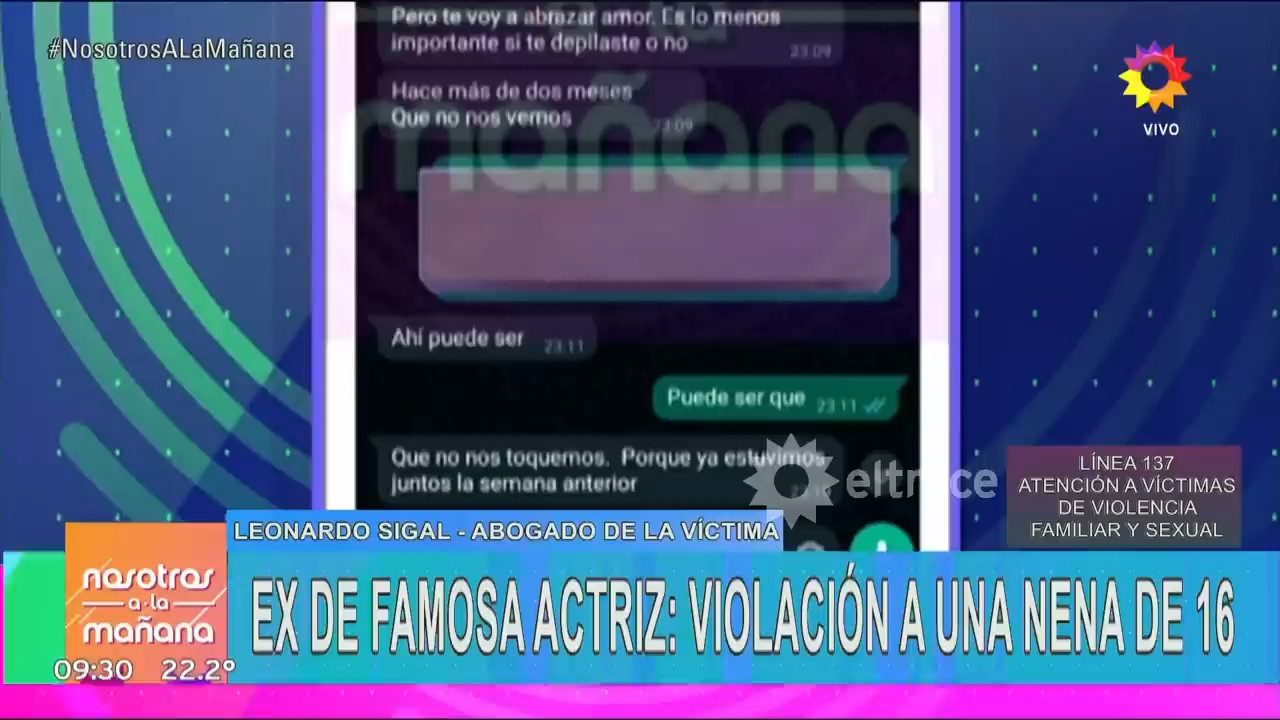 #NosotrosALaMañana
Pero te voy a abrazar amor. Es lo menos
importante si te depilaste o no
23:09
Hace más de dos meses
Que no nos vemos
23:09
mañana
VIVO
Ahí puede ser
23:11
Puede ser que
23:11
Que no nos toquemos. Porque ya estuvimos
juntos la semana anterior
eltrece
LÍNEA 137
ATENCIÓN A VÍCTIMAS
DE VIOLENCIA
FAMILIAR Y SEXUAL
LEONARDO SIGAL - ABOGADO DE LA VÍCTIMA
nosotros
a·la
mañana
EX DE FAMOSA ACTRIZ: VIOLACIÓN A UNA NENA DE 16
09:30 22.2°